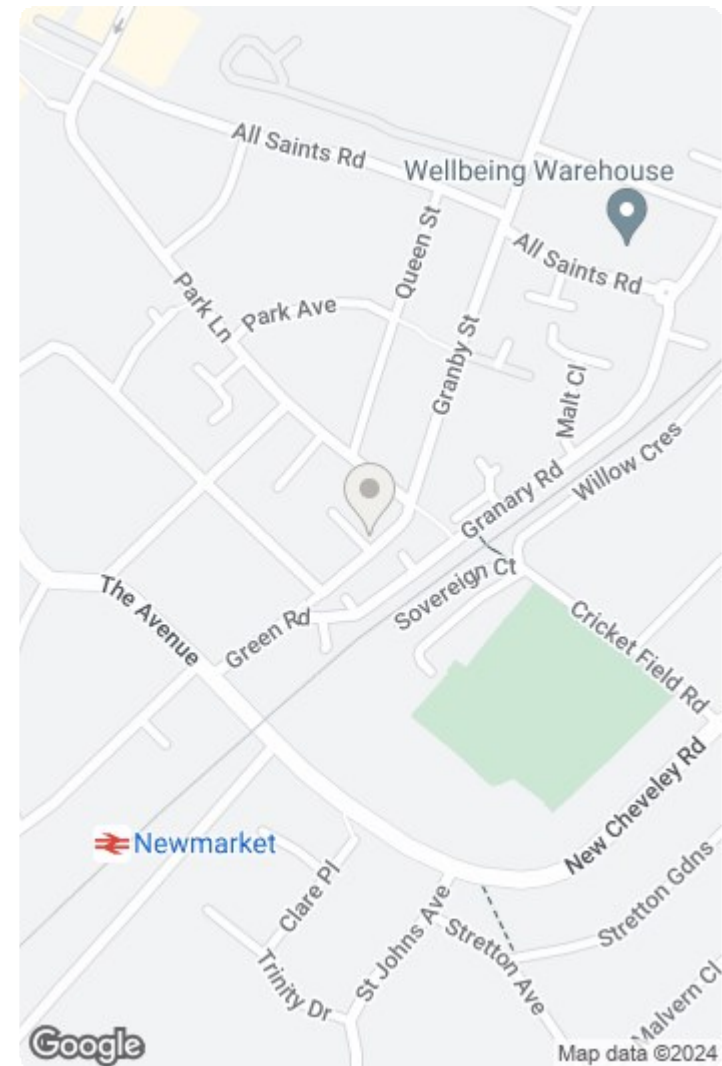 All Saints Rd
Wellbeing Warehouse
Queen St
All Saints Rd
Park Ln
Park Ave
Granby St
Malt Cl
Willow Cres
Granary Rd
Sovereign Ct
The Avenue
Green Rd
Cricket Field Rd
New Cheveley Rd
Newmarket
Clare Pl
St Johns Ave
Stretton Gdns
Stretton Ave
Trinity Dr
Malvern Cl
Google
Map data ©2024